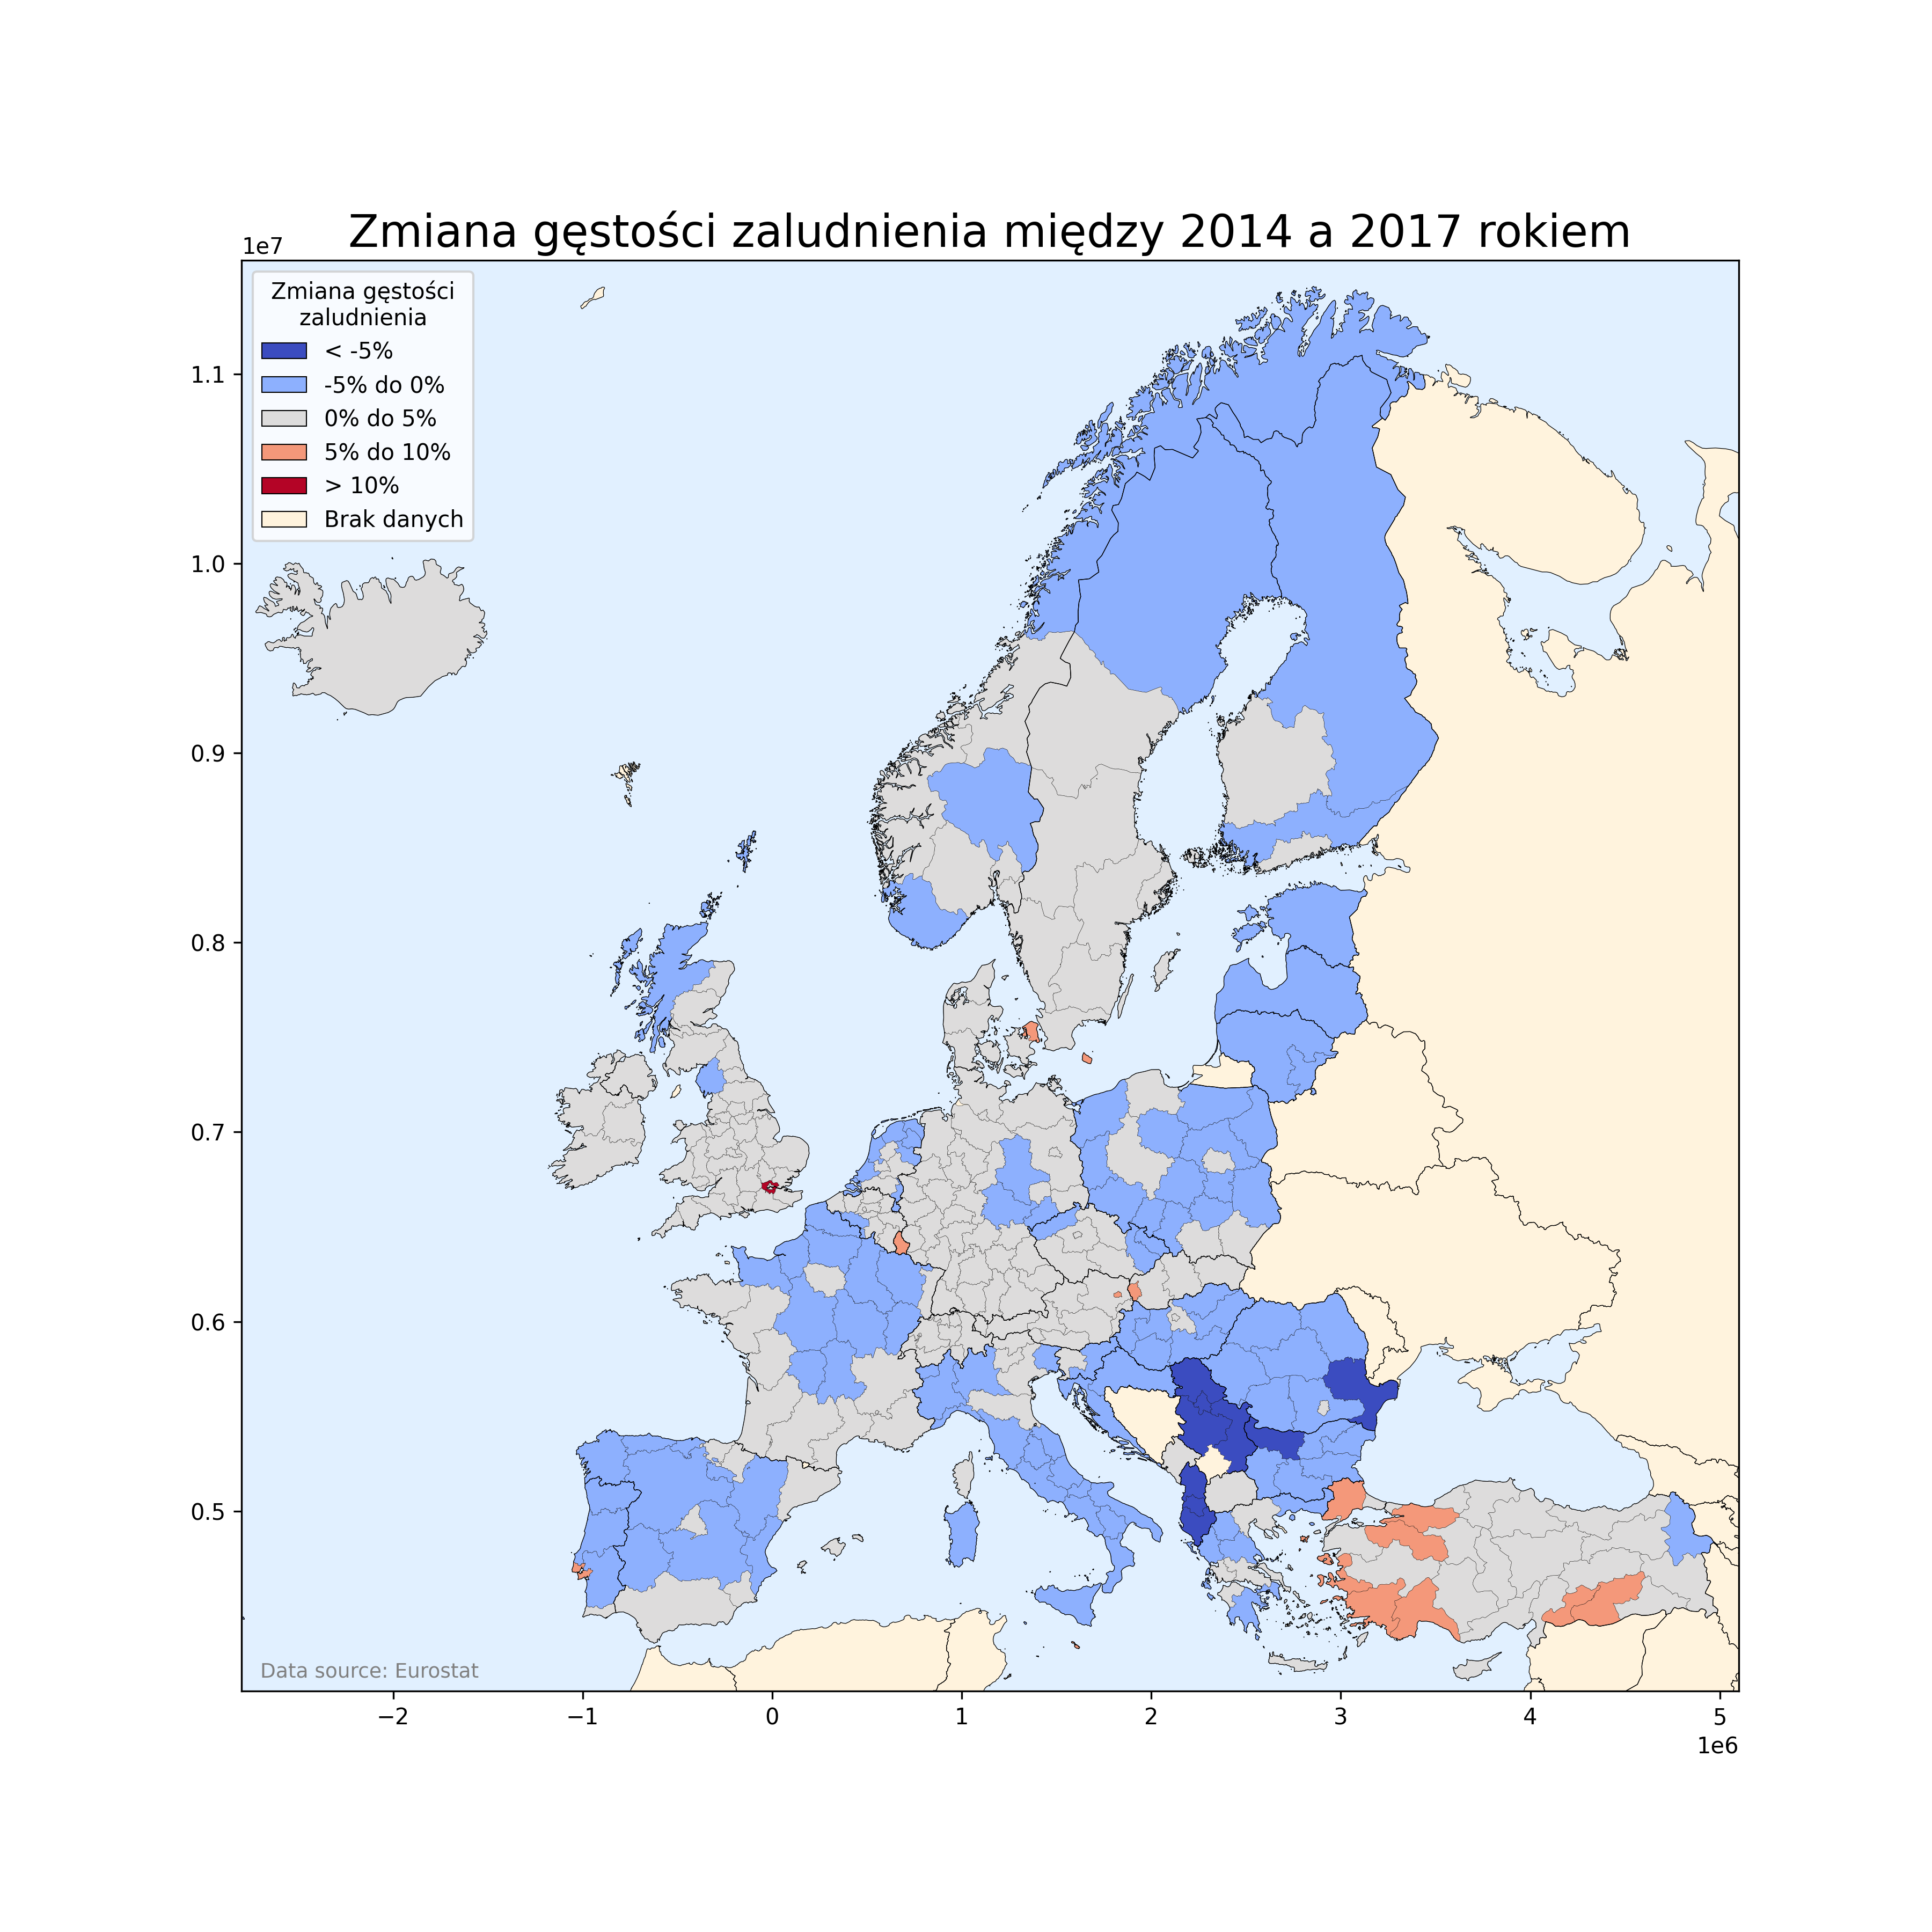 Zmiana gęstości zaludnienia między 2014 a 2017 rokiem
1e7
Zmiana gęstości
zaludnienia
< -5%
-5% do 0%
0% do 5%
5% do 10%
> 10%
Brak danych
1.1
1.0
0.9
0.8
0.7
0.6
0.5
Data source: Eurostat
−2 −1 0 1 2 3 4 5
1e6